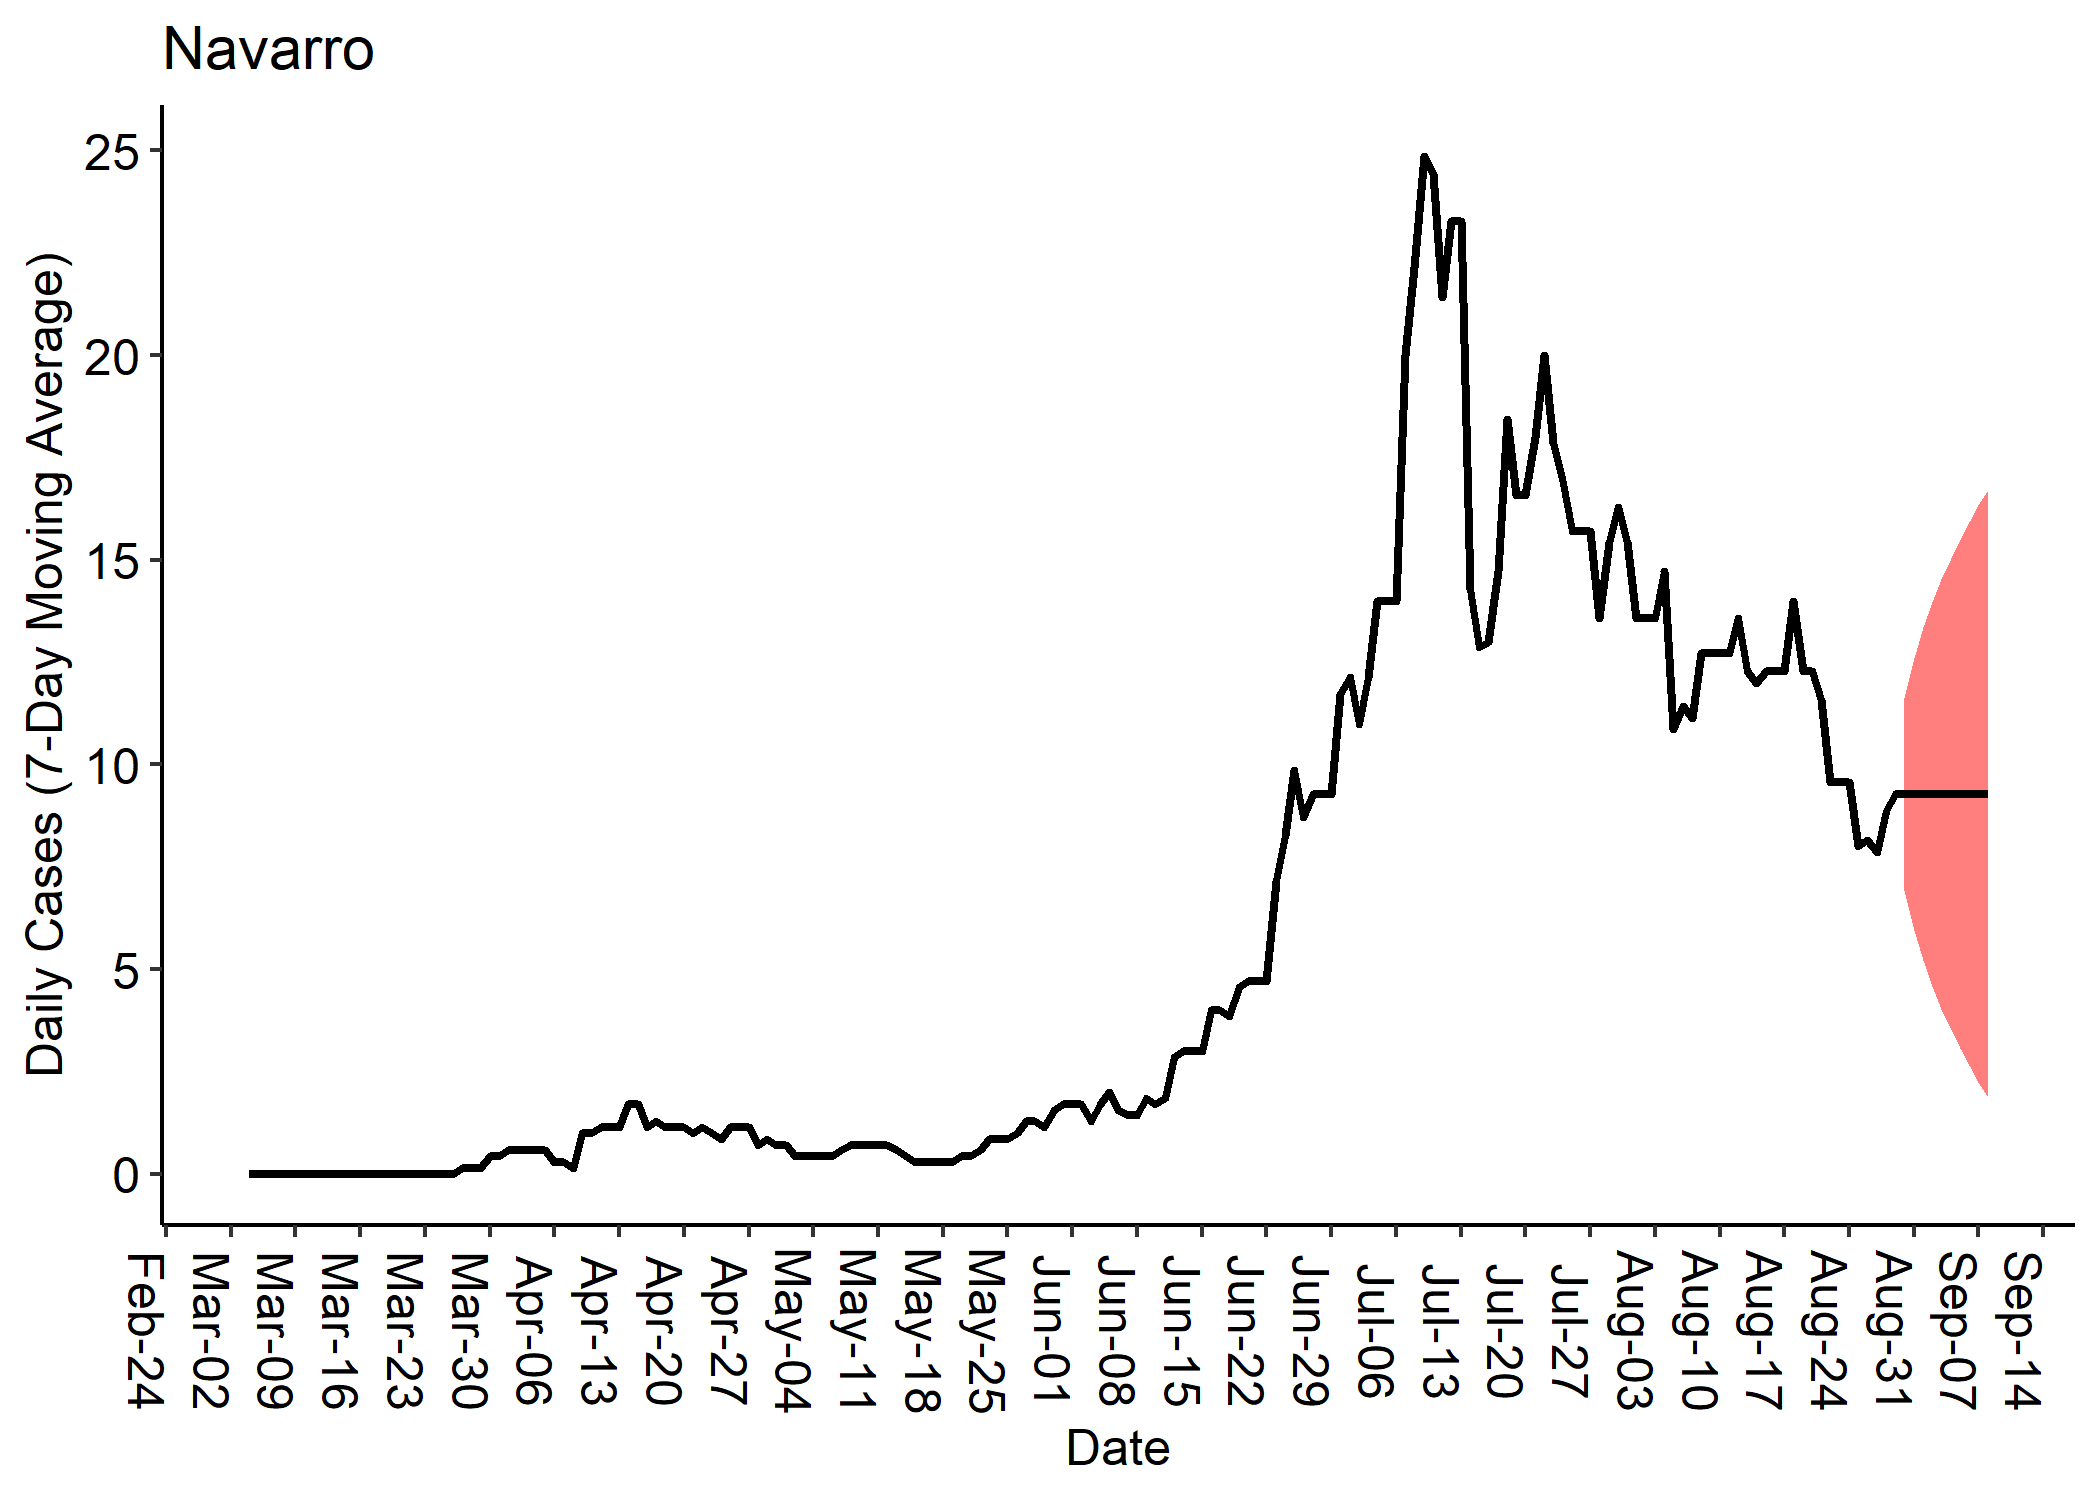 Navarro
Daily Cases (7-Day Moving Average)
25
20
15
10
5
0
Feb-24
Mar-02
Mar-09
Mar-16
Mar-23
Mar-30
Apr-06
Apr-13
Apr-20
Apr-27
May-04
May-11
May-18
May-25
Jun-01
Jun-08
Jun-15
Jun-22
Jun-29
Jul-06
Jul-13
Jul-20
Jul-27
Aug-03
Aug-10
Aug-17
Aug-24
Aug-31
Sep-07
Sep-14
Date